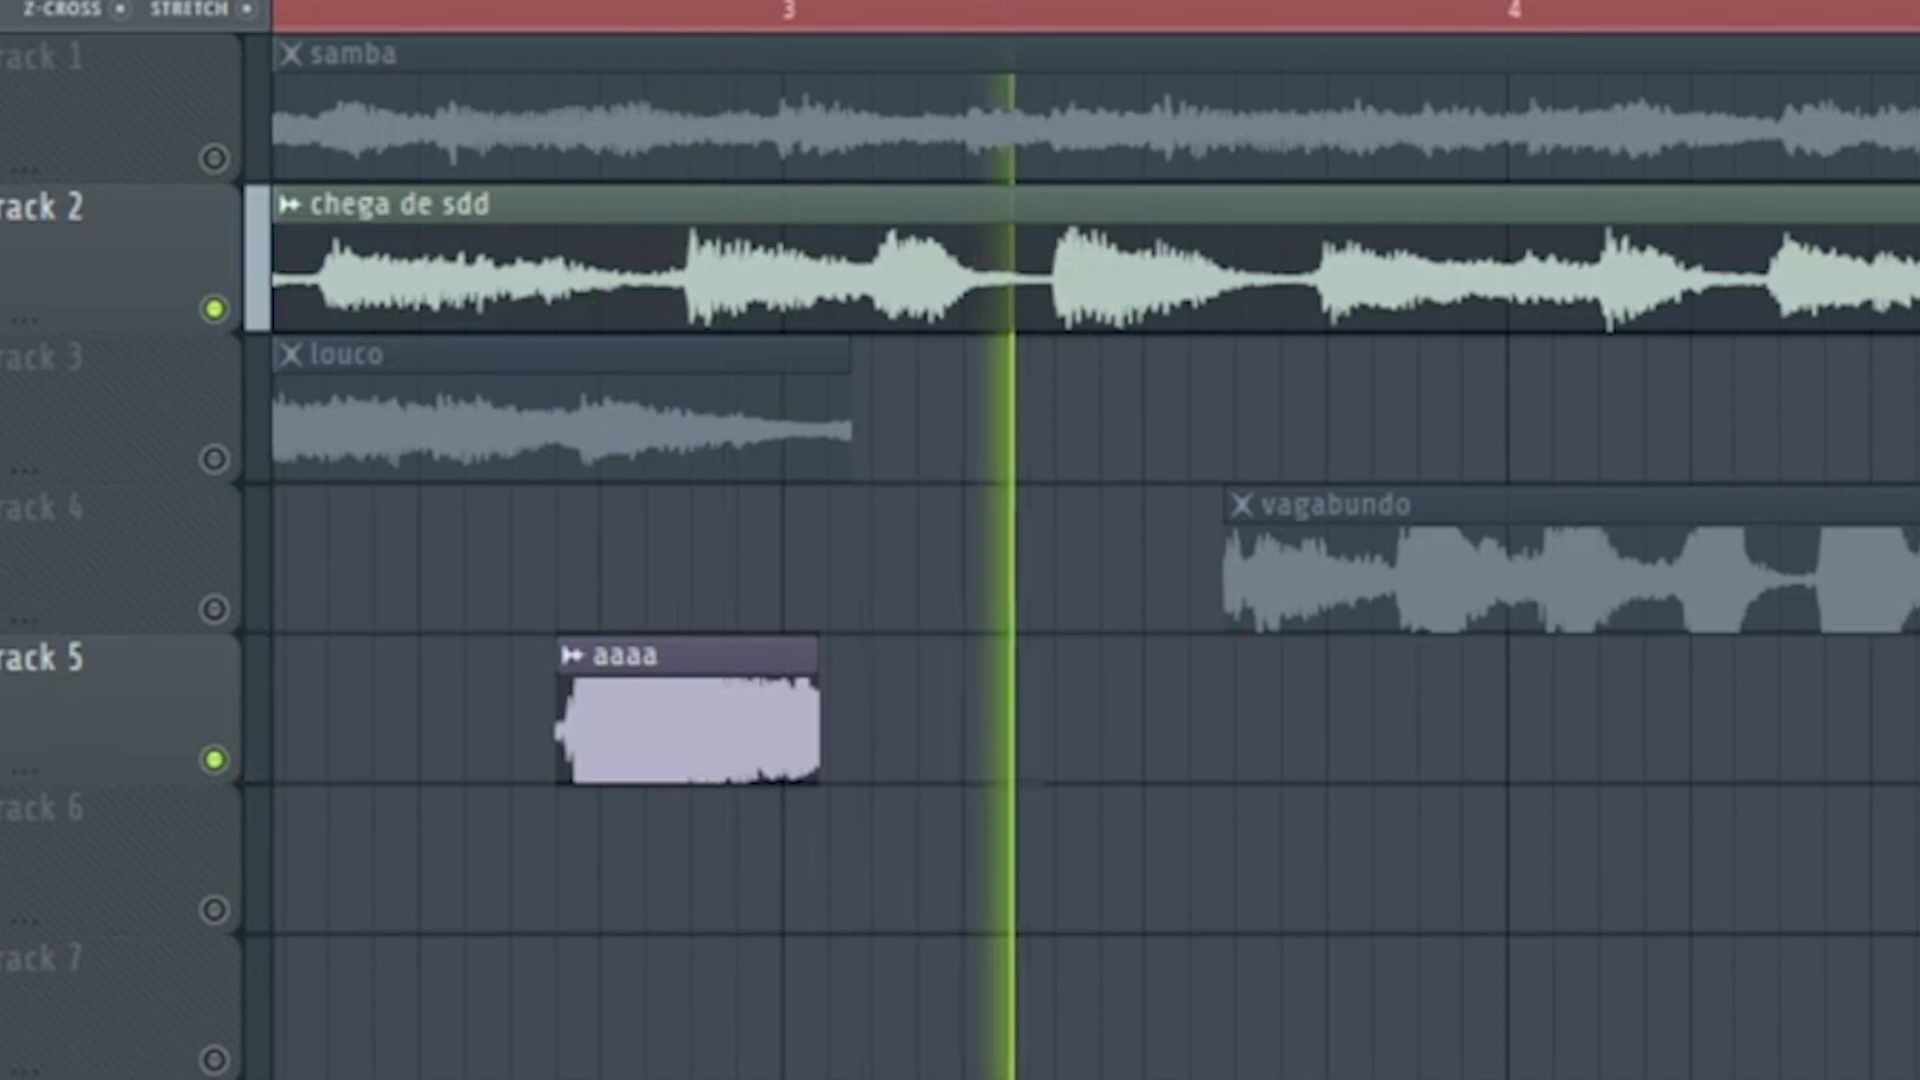 Z-CROSS STRETCH 3 4
rack 1
samba
rack 2
chega de sdd
rack 3
louco
rack 4
vagabundo
rack 5
aaaa
rack 6
rack 7